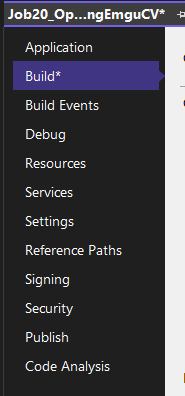 Job20_Op...ngEmguCV*
Application
Build*
Build Events
Debug
Resources
Services
Settings
Reference Paths
Signing
Security
Publish
Code Analysis